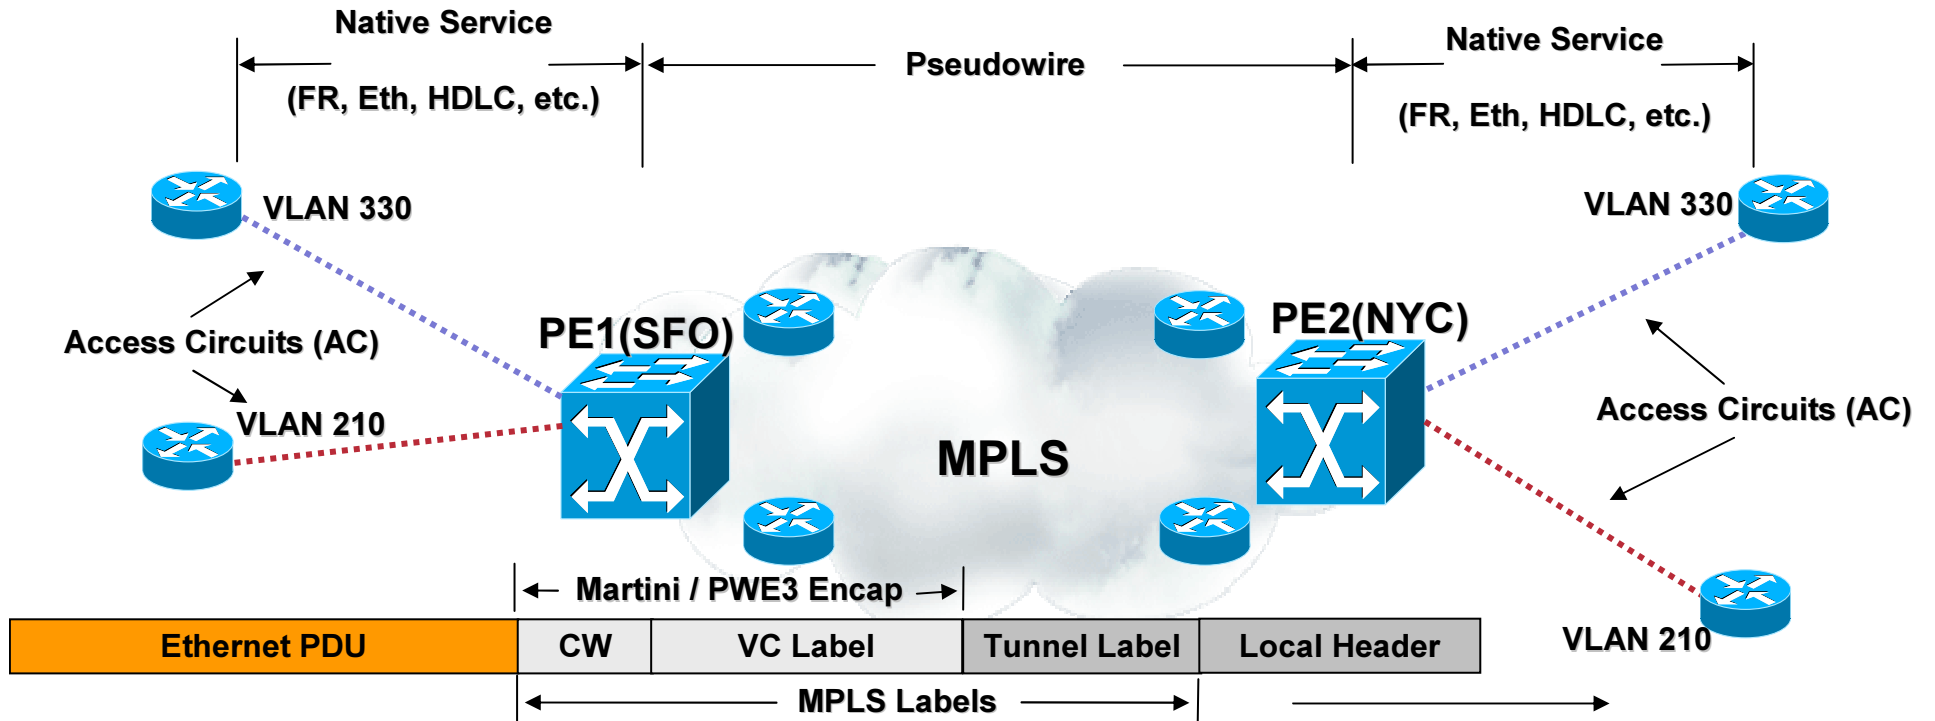 Native Service
(FR, Eth, HDLC, etc.)
Pseudowire
Native Service
(FR, Eth, HDLC, etc.)
VLAN 330
VLAN 330
PE1(SFO)
PE2(NYC)
Access Circuits (AC)
Access Circuits (AC)
VLAN 210
MPLS
Martini / PWE3 Encap
Ethernet PDU
CW
VC Label
Tunnel Label
Local Header
VLAN 210
MPLS Labels